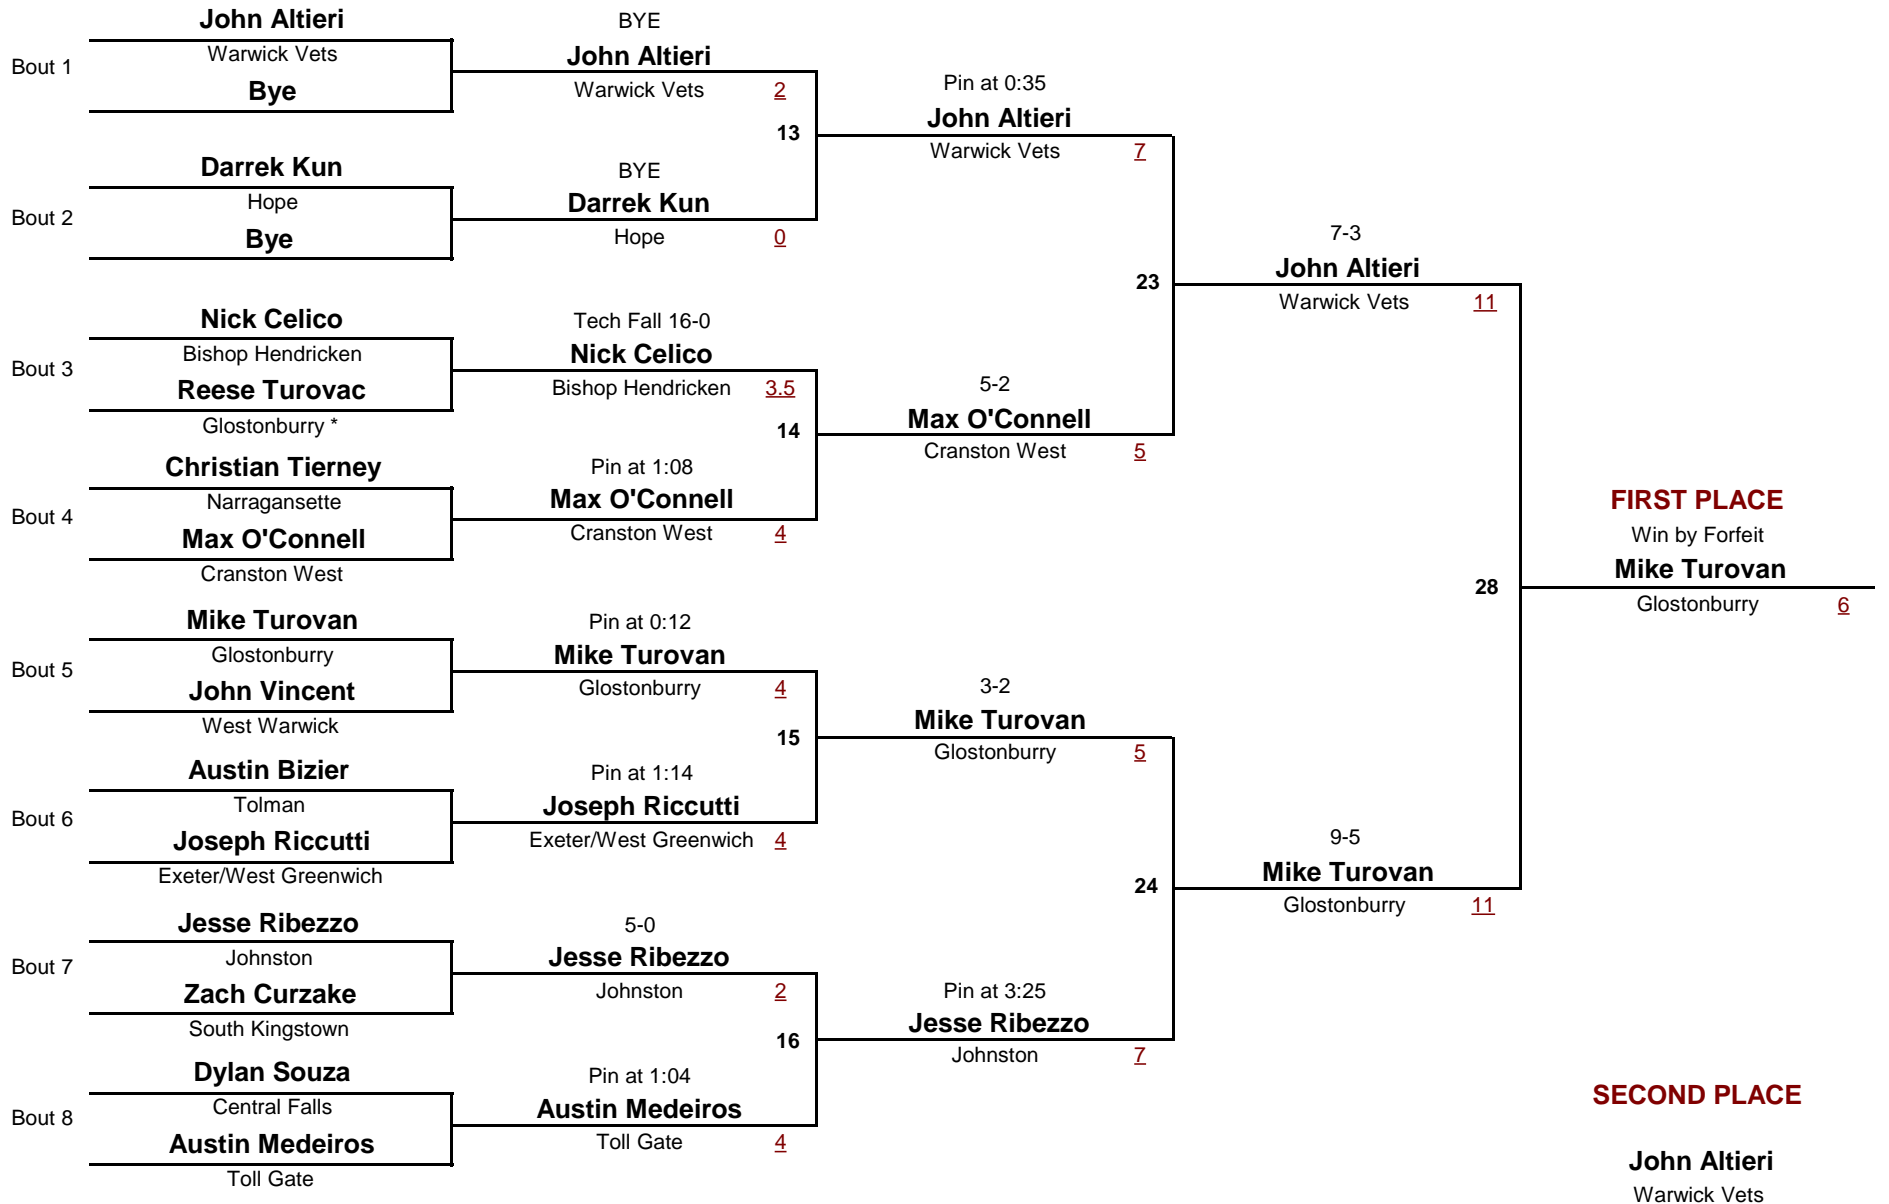 John Altieri
Bout 1
Warwick Vets
Bye
Darrek Kun
Bout 2
Hope
Bye
Nick Celico
Bout 3
Bishop Hendricken
Reese Turovac
Glostonburry *
Christian Tierney
Bout 4
Narragansette
Max O'Connell
Cranston West
Mike Turovan
Bout 5
Glostonburry
John Vincent
West Warwick
Austin Bizier
Bout 6
Tolman
Joseph Riccutti
Exeter/West Greenwich
Jesse Ribezzo
Bout 7
Johnston
Zach Curzake
South Kingstown
Dylan Souza
Bout 8
Central Falls
Austin Medeiros
Toll Gate
BYE
John Altieri
Warwick Vets 2
13
BYE
Darrek Kun
Hope 0
Tech Fall 16-0
Nick Celico
Bishop Hendricken 3.5
14
Pin at 1:08
Max O'Connell
Cranston West 4
Pin at 0:12
Mike Turovan
Glostonburry 4
15
Pin at 1:14
Joseph Riccutti
Exeter/West Greenwich 4
5-0
Jesse Ribezzo
Johnston 2
16
Pin at 1:04
Austin Medeiros
Toll Gate 4
Pin at 0:35
John Altieri
Warwick Vets 7
23
5-2
Max O'Connell
Cranston West 5
3-2
Mike Turovan
Glostonburry 5
24
Pin at 3:25
Jesse Ribezzo
Johnston 7
7-3
John Altieri
Warwick Vets 11
28
9-5
Mike Turovan
Glostonburry 11
FIRST PLACE
Win by Forfeit
Mike Turovan
Glostonburry 6
SECOND PLACE
John Altieri
Warwick Vets